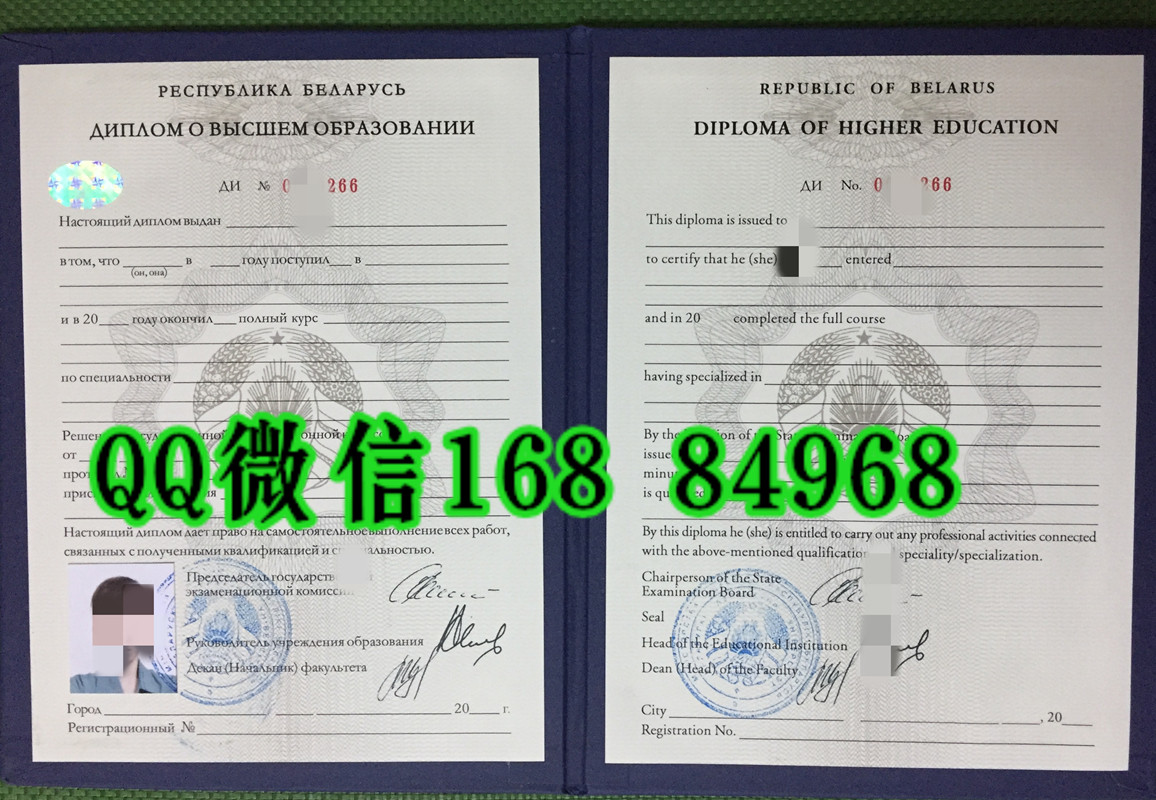 РЕСПУБЛИКА БЕЛАРУСЬ
ДИПЛОМ О ВЫСШЕМ ОБРАЗОВАНИИ
ДИ № 0 266
Настоящий диплом выдан
в том, что в году поступил в
(он, она)
и в 20 году окончил полный курс
по специальности
от
Настоящий диплом дает право на самостоятельное выполнение всех работ,
связанных с полученными квалификацией и
Председатель
экзаменационной
Руководитель учреждения образования
Декан (Начальник) факультета
Город 20 г.
Регистрационный №
REPUBLIC OF BELARUS
DIPLOMA OF HIGHER EDUCATION
ДИ No. 0 266
This diploma is issued to
to certify that he (she) entered
and in 20 completed the full course
having specialized in
By the of
is
By this diploma he (she) is entitled to carry out any professional activities connected
with the above-mentioned speciality/specialization.
Chairperson of the State
Examination Board
Seal
Head of the Educational Institution
Dean (Head) of the Faculty
City , 20
Registration No.
QQ微信168 84968